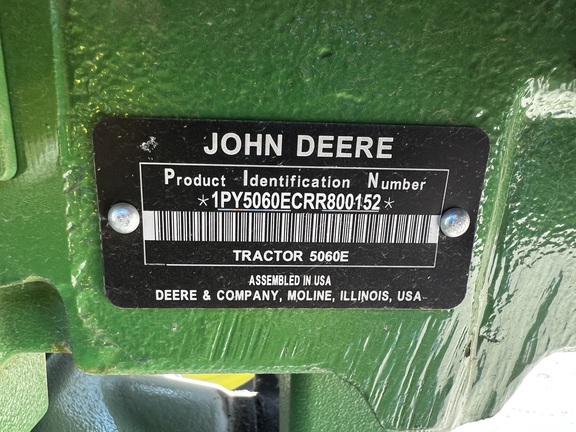 JOHN DEERE
Product Identification Number
*1PY5060ECRR800152*
TRACTOR 5060E
ASSEMBLED IN USA
DEERE & COMPANY, MOLINE, ILLINOIS, USA